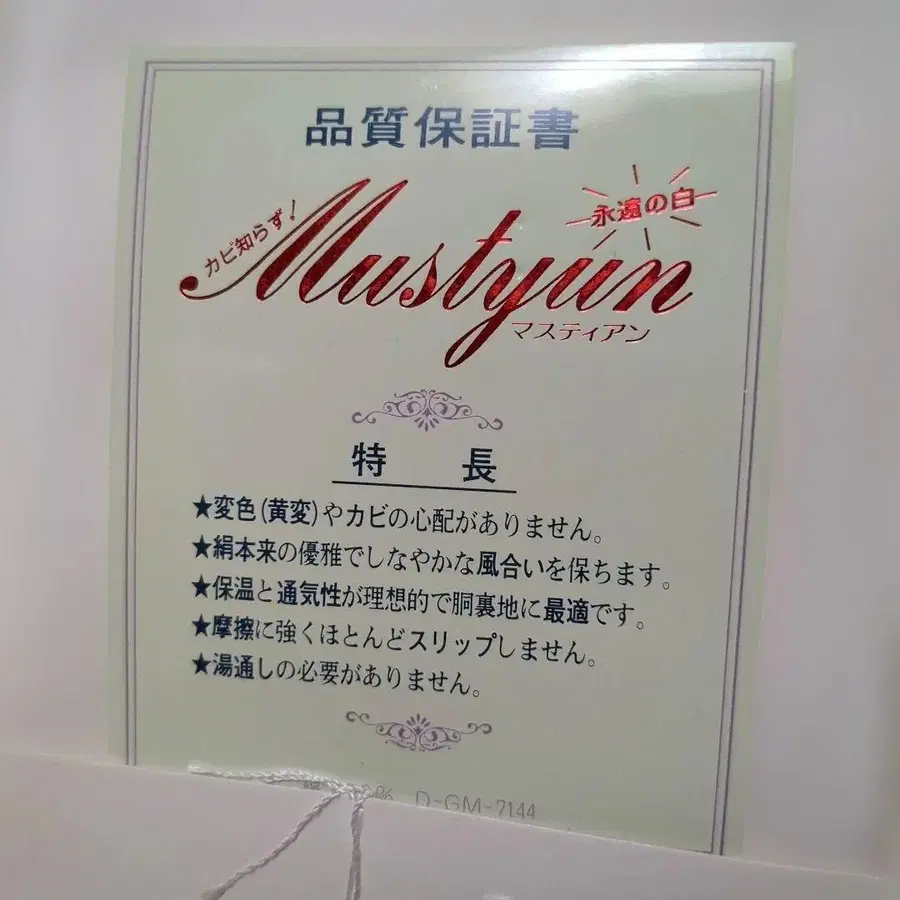 品質保証書
カビ知らず!
永遠の白
Mustyun
マスティアン
特 長
★変色(黄変)やカビの心配がありません。
★絹本来の優雅でしなやかな風合いを保ちます。
★保温と通気性が理想的で胴裏地に最適です。
★摩擦に強くほとんどスリップしません。
★湯通しの必要がありません。
% D-GM-7144